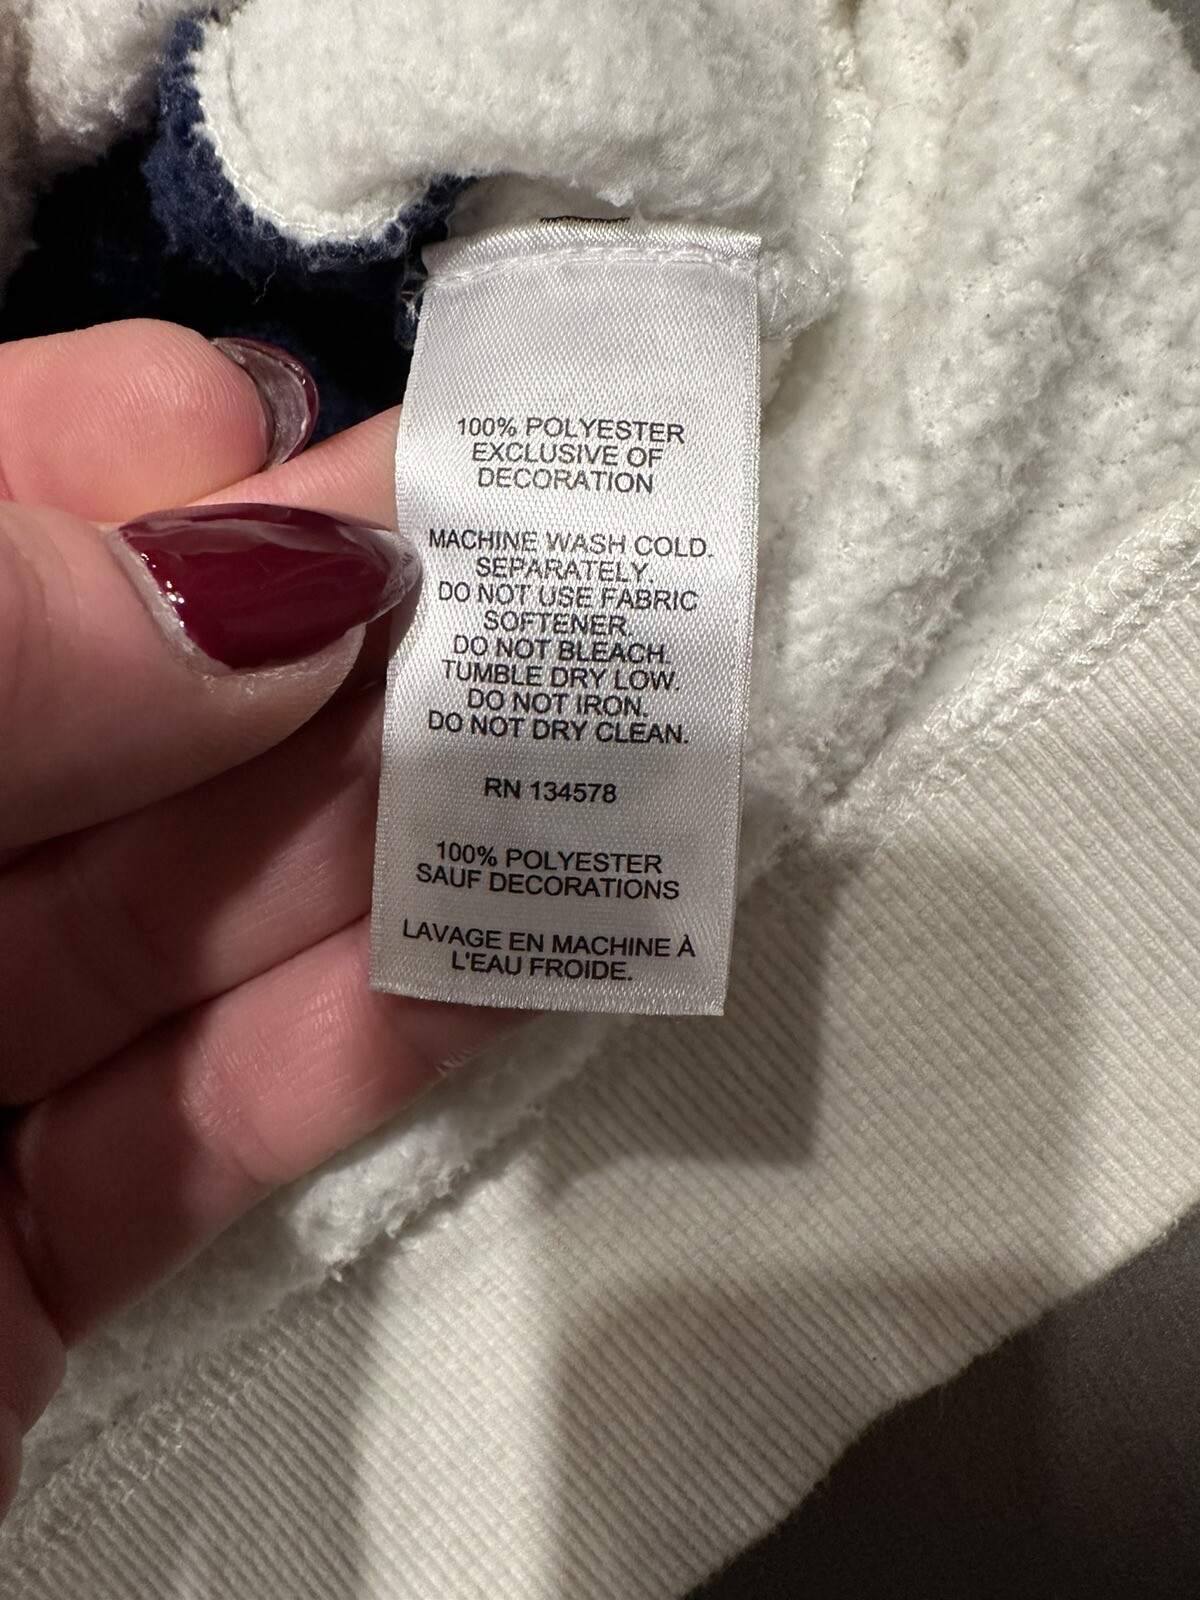 100% POLYESTER
EXCLUSIVE OF
DECORATION
MACHINE WASH COLD.
SEPARATELY.
DO NOT USE FABRIC
SOFTENER.
DO NOT BLEACH.
TUMBLE DRY LOW.
DO NOT IRON.
DO NOT DRY CLEAN.
RN 134578
100% POLYESTER
SAUF DECORATIONS
LAVAGE EN MACHINE À
L'EAU FROIDE.